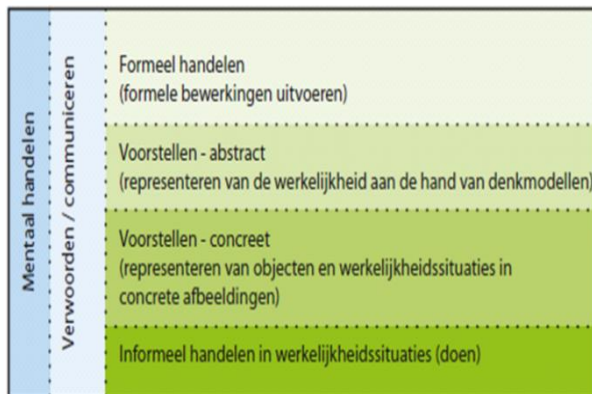 Mentaal handelen
Verwoorden / communiceren
Formeel handelen
(formele bewerkingen uitvoeren)
Voorstellen - abstract
(representeren van de werkelijkheid aan de hand van denkmodellen)
Voorstellen - concreet
(representeren van objecten en werkelijkheidssituaties in
concrete afbeeldingen)
Informeel handelen in werkelijkheidssituaties (doen)